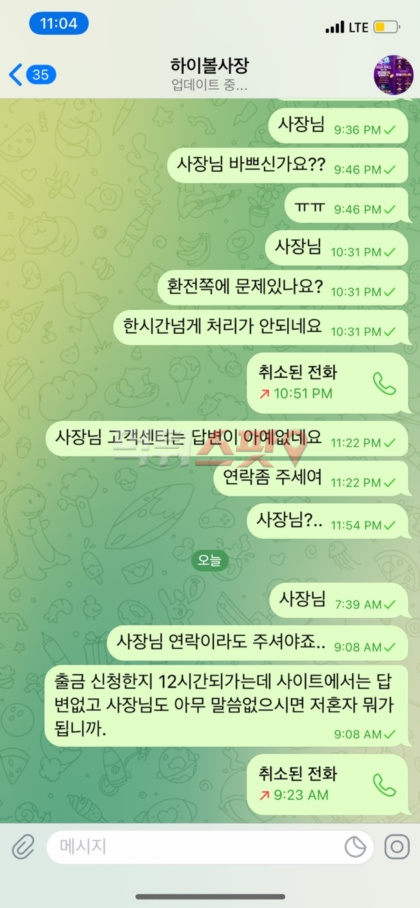 11:04
LTE
35
하이볼사장
업데이트 중...
사장님 9:36 PM
사장님 바쁘신가요?? 9:46 PM
ㅠㅠ 9:46 PM
사장님 10:31 PM
환전쪽에 문제있나요? 10:31 PM
한시간넘게 처리가 안되네요 10:31 PM
취소된 전화
10:51 PM
사장님 고객센터는 답변이 아예없네요 11:22 PM
연락좀 주세여 11:22 PM
사장님?.. 11:54 PM
오늘
사장님 7:39 AM
사장님 연락이라도 주셔야죠.. 9:08 AM
출금 신청한지 12시간되가는데 사이트에서는 답
변없고 사장님도 아무 말씀없으시면 저혼자 뭐가
됩니까. 9:08 AM
취소된 전화
9:23 AM
메시지